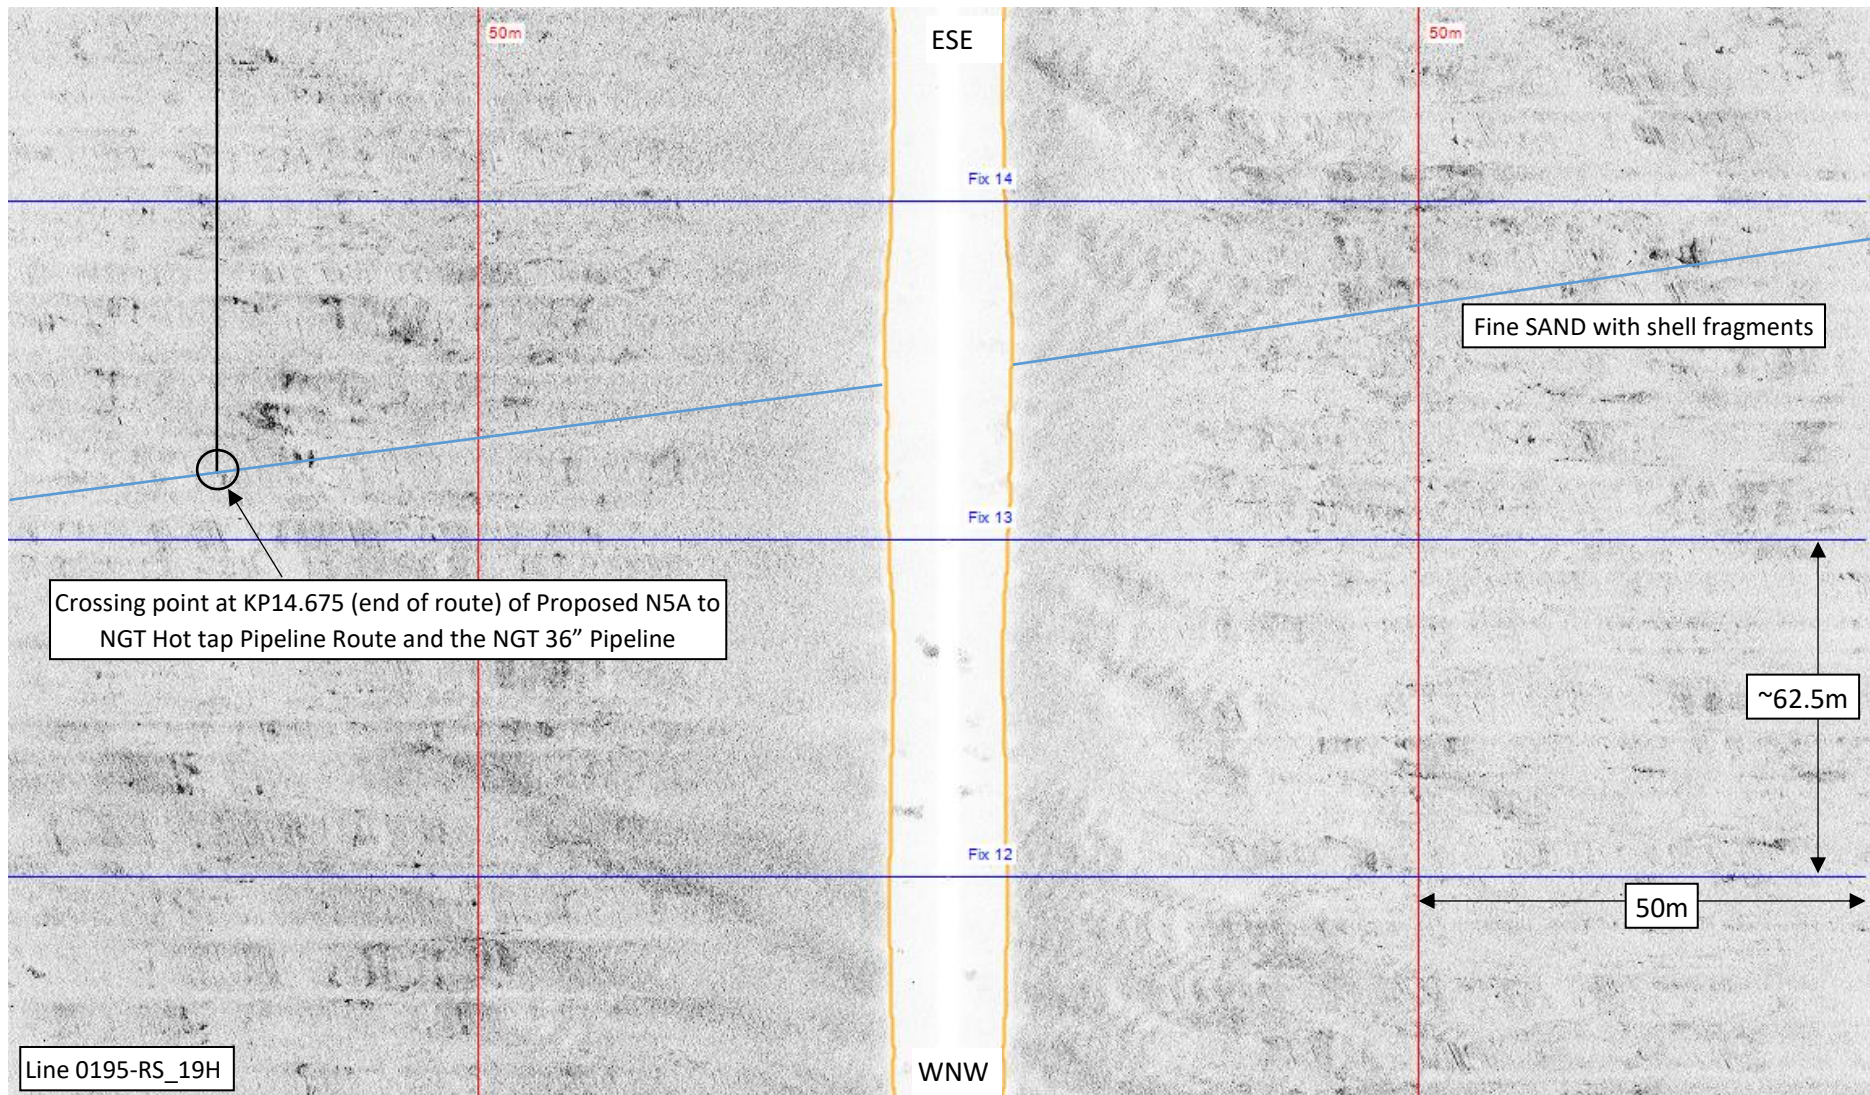 50m
ESE
50m
Fix 14
Fine SAND with shell fragments
Fix 13
Crossing point at KP14.675 (end of route) of Proposed N5A to
NGT Hot tap Pipeline Route and the NGT 36” Pipeline
~62.5m
Fix 12
50m
Line 0195-RS_19H
WNW